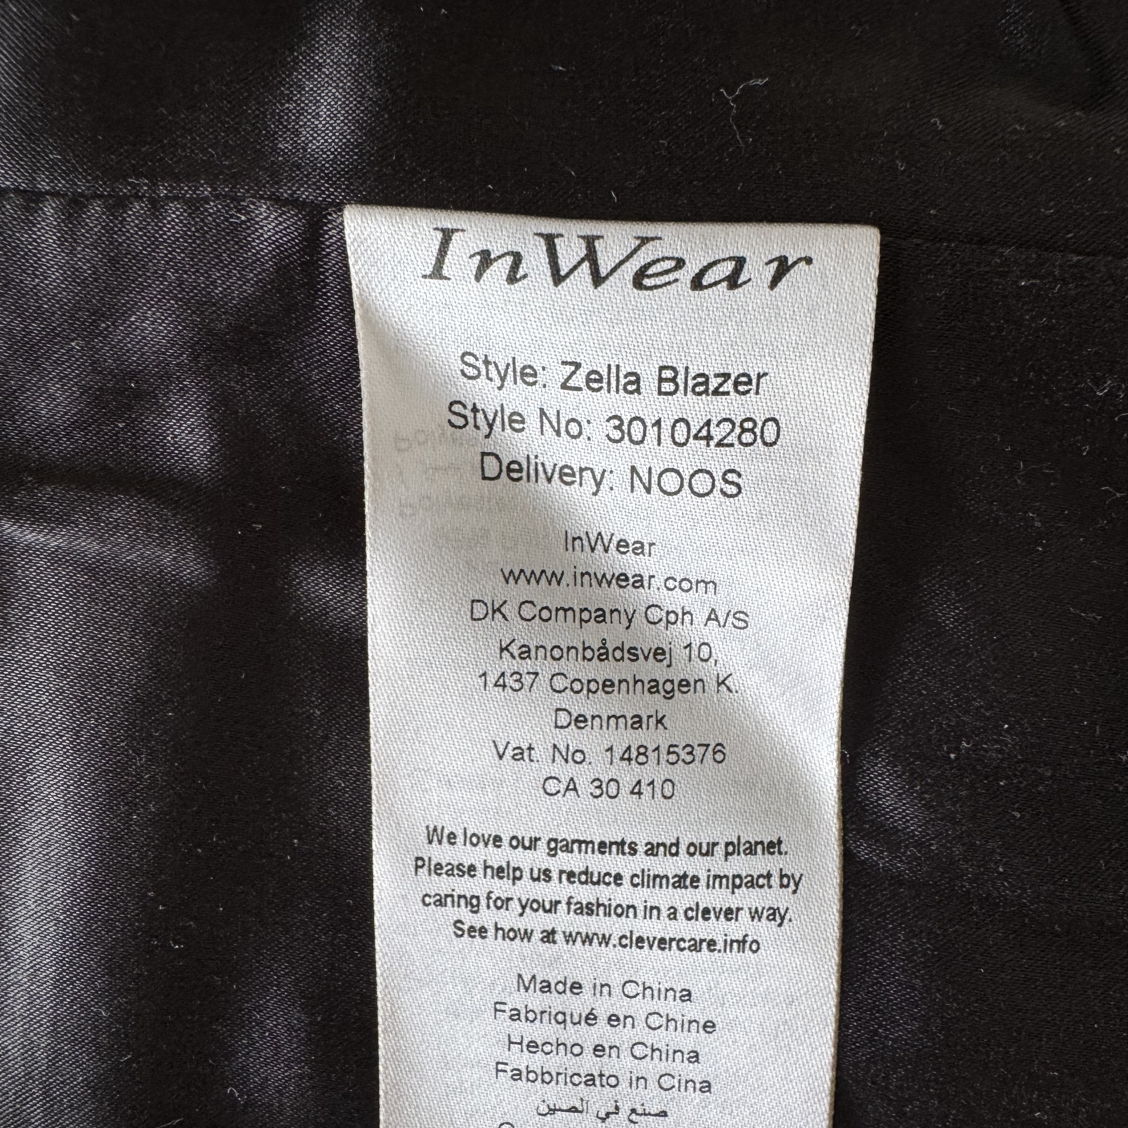 InWear
Style: Zella Blazer
Style No: 30104280
Delivery: NOOS
InWear
www.inwear.com
DK Company Cph A/S
Kanonbådsvej 10,
1437 Copenhagen K.
Denmark
Vat. No. 14815376
CA 30 410
We love our garments and our planet.
Please help us reduce climate impact by
caring for your fashion in a clever way.
See how at www.clevercare.info
Made in China
Fabriqué en Chine
Hecho en China
Fabbricato in Cina
صنع في الصين